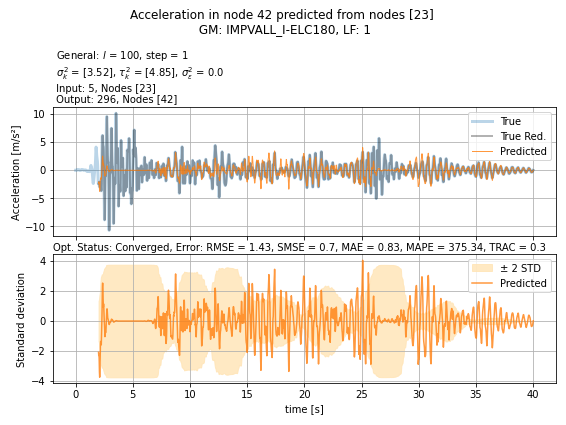 Acceleration in node 42 predicted from nodes [23]
GM: IMPVALL_I-ELC180, LF: 1
General: l = 100, step = 1
σ²ₖ = [3.52], τ²ₖ = [4.85], σ²ₑ = 0.0
Input: 5, Nodes [23]
Output: 296, Nodes [42]
10
5
0
−5
−10
Acceleration [m/s²]
True
True Red.
Predicted
Opt. Status: Converged, Error: RMSE = 1.43, SMSE = 0.7, MAE = 0.83, MAPE = 375.34, TRAC = 0.3
4
2
0
−2
−4
Standard deviation
± 2 STD
Predicted
0 5 10 15 20 25 30 35 40
time [s]